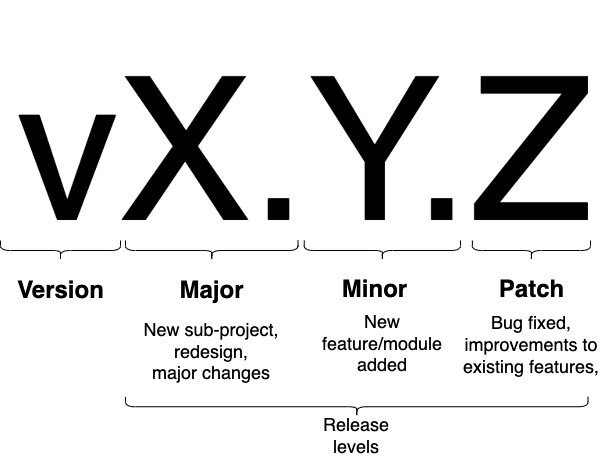 vX.Y.Z
Version
Major
Minor
Patch
New sub-project,
redesign,
major changes
New
feature/module
added
Bug fixed,
improvements to
existing features,
Release
levels